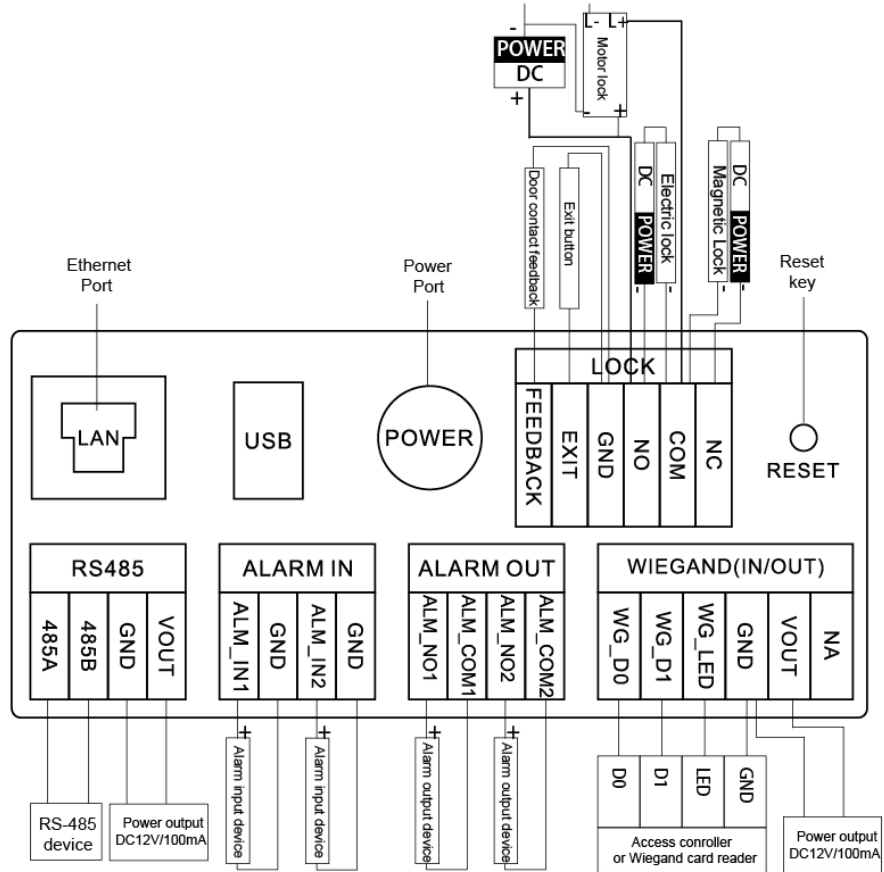 -
L- L+
POWER
DC
+
Motor lock
-
+
Door contact feedback
Exit button
DC
POWER
-
Electric lock
-
Magnetic Lock
-
DC
POWER
-
Ethernet
Port
Power
Port
Reset
key
LOCK
FEEDBACK
EXIT
GND
NO
COM
NC
LAN
USB
POWER
RESET
RS485
ALARM IN
ALARM OUT
WIEGAND(IN/OUT)
485A
485B
GND
VOUT
ALM_IN1
GND
ALM_IN2
GND
ALM_NO1
ALM_COM1
ALM_NO2
ALM_COM2
WG_D0
WG_D1
WG_LED
GND
VOUT
NA
+
Alarm input device
+
Alarm input device
+
Alarm output device
+
Alarm output device
D0
D1
LED
GND
RS-485
device
Power output
DC12V/100mA
Access conroller
or Wiegand card reader
Power output
DC12V/100mA